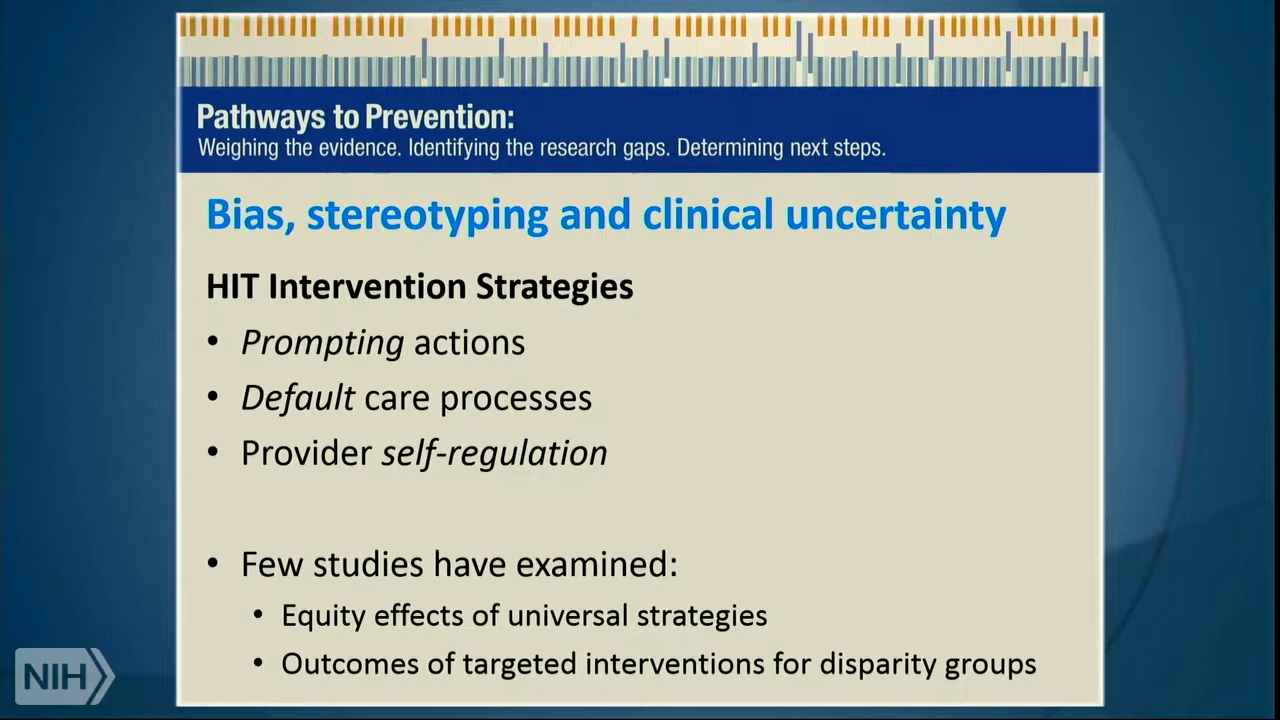 Pathways to Prevention:
Weighing the evidence. Identifying the research gaps. Determining next steps.
Bias, stereotyping and clinical uncertainty
HIT Intervention Strategies
• Prompting actions
• Default care processes
• Provider self-regulation
• Few studies have examined:
• Equity effects of universal strategies
• Outcomes of targeted interventions for disparity groups
NIH